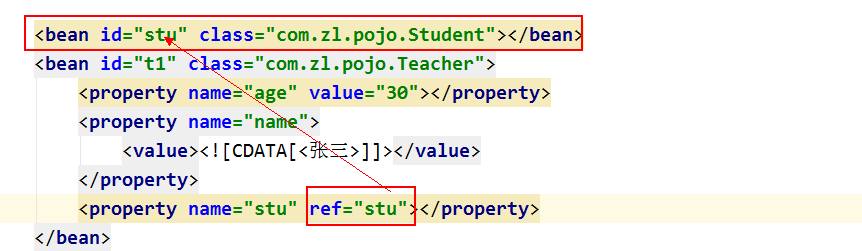 <bean id="stu" class="com.zl.pojo.Student"></bean>
<bean id="t1" class="com.zl.pojo.Teacher">
<property name="age" value="30"></property>
<property name="name">
<value><![CDATA[<张三>]]></value>
</property>
<property name="stu" ref="stu"></property>
</bean>